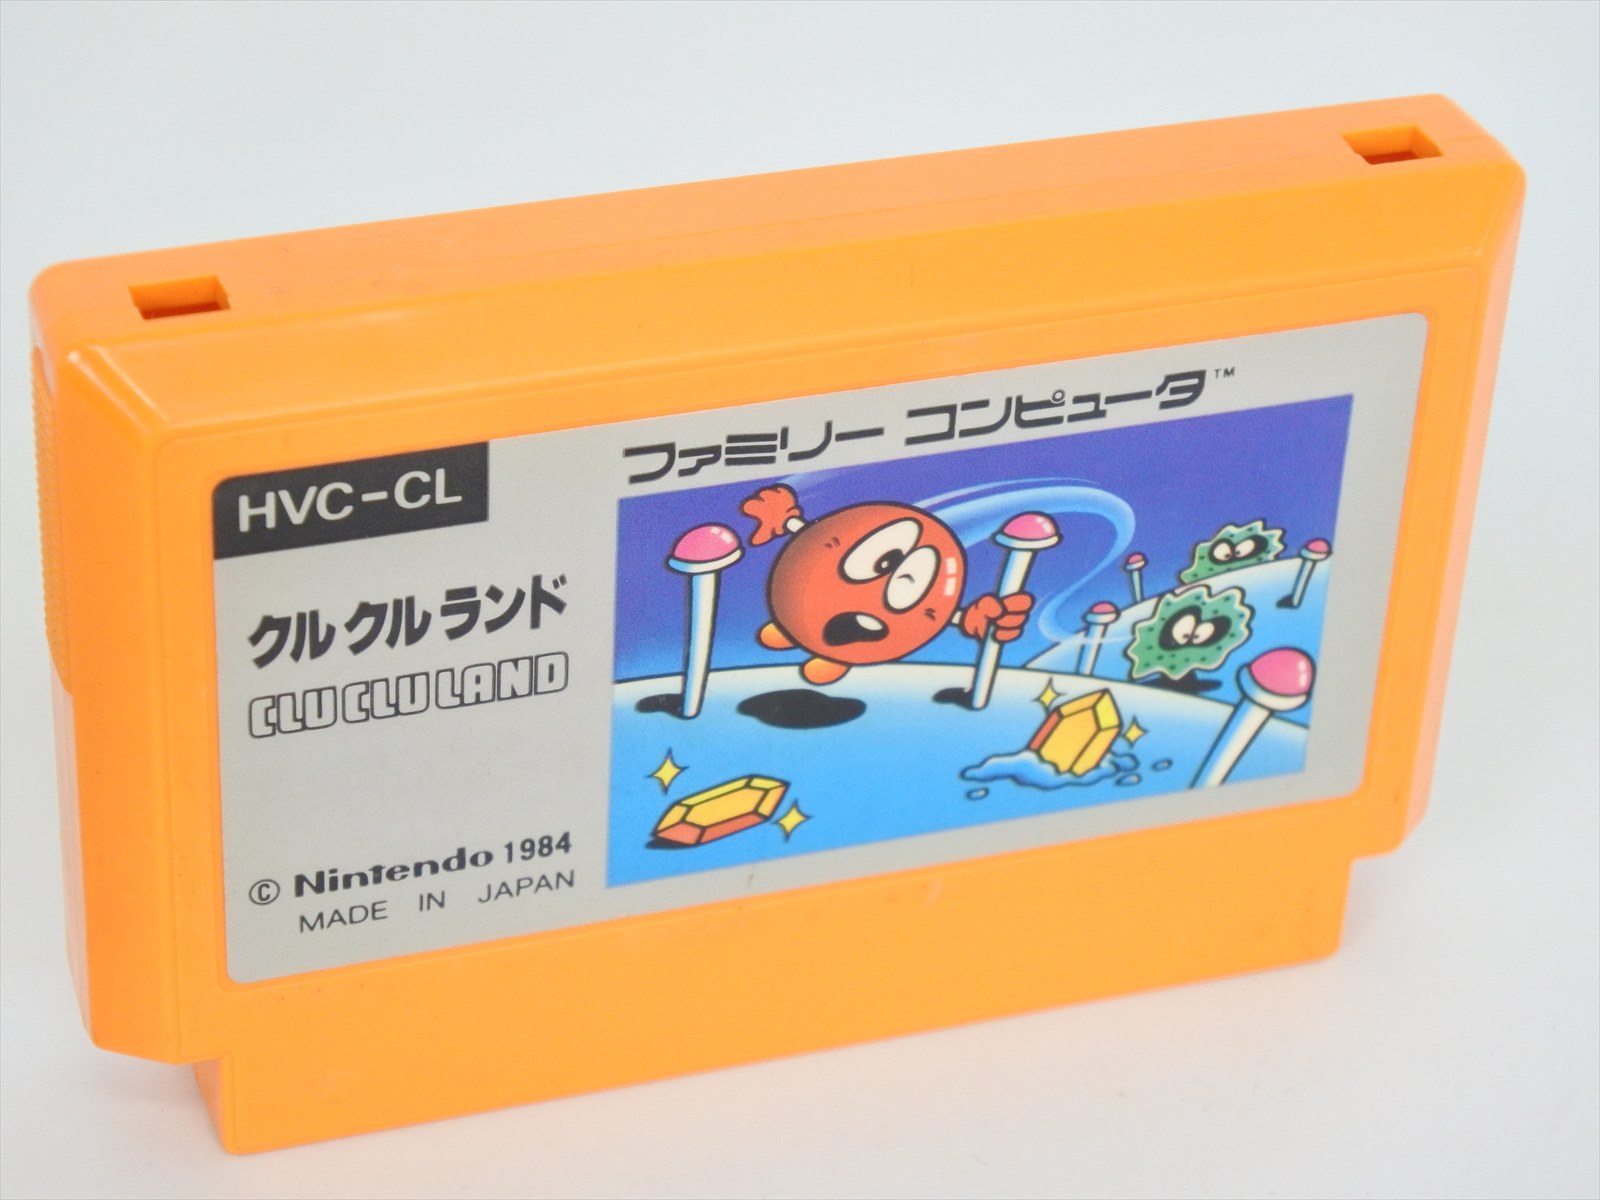 ファミリー コンピュータ™
HVC-CL
クルクルランド
CLU CLU LAND
© Nintendo 1984
MADE IN JAPAN